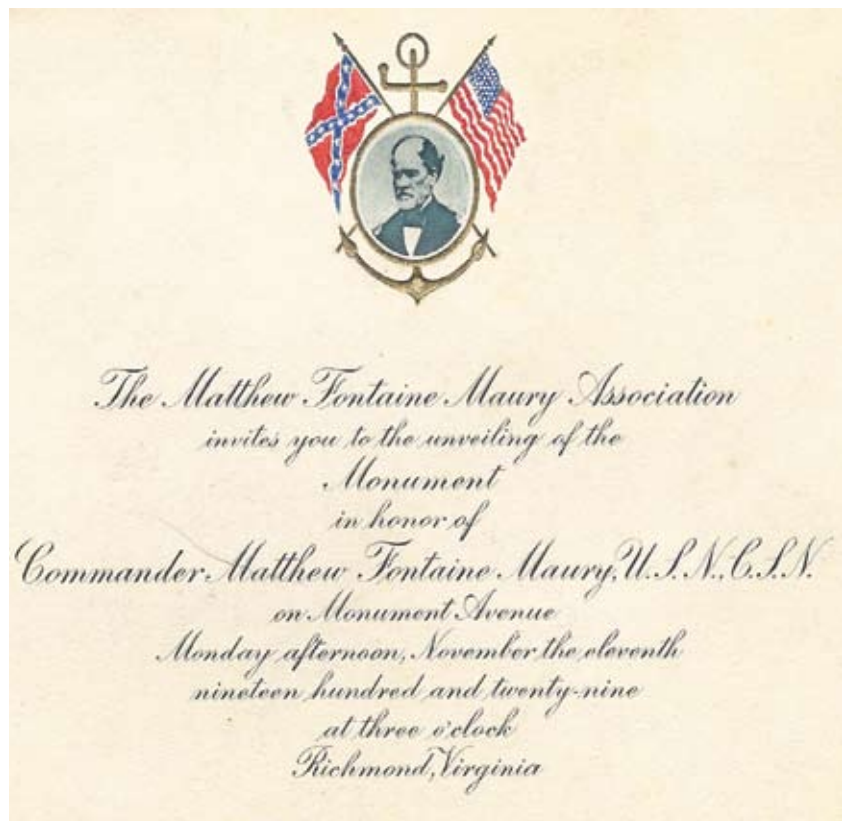 The Matthew Fontaine Maury Association
invites you to the unveiling of the
Monument
in honor of
Commander Matthew Fontaine Maury, U.S.N., C.S.N.
on Monument Avenue
Monday afternoon, November the eleventh
nineteen hundred and twenty-nine
at three o'clock
Richmond, Virginia